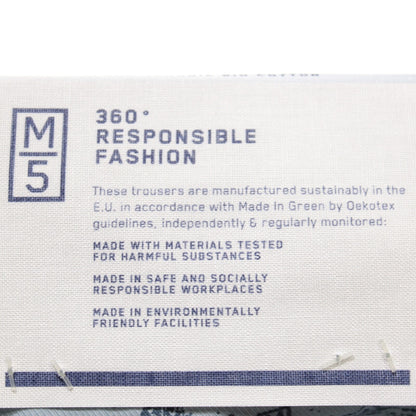 M
5
360°
RESPONSIBLE
FASHION
These trousers are manufactured sustainably in the
E.U. in accordance with Made In Green by Oekotex
guidelines, independently & regularly monitored:
MADE WITH MATERIALS TESTED
FOR HARMFUL SUBSTANCES
MADE IN SAFE AND SOCIALLY
RESPONSIBLE WORKPLACES
MADE IN ENVIRONMENTALLY
FRIENDLY FACILITIES